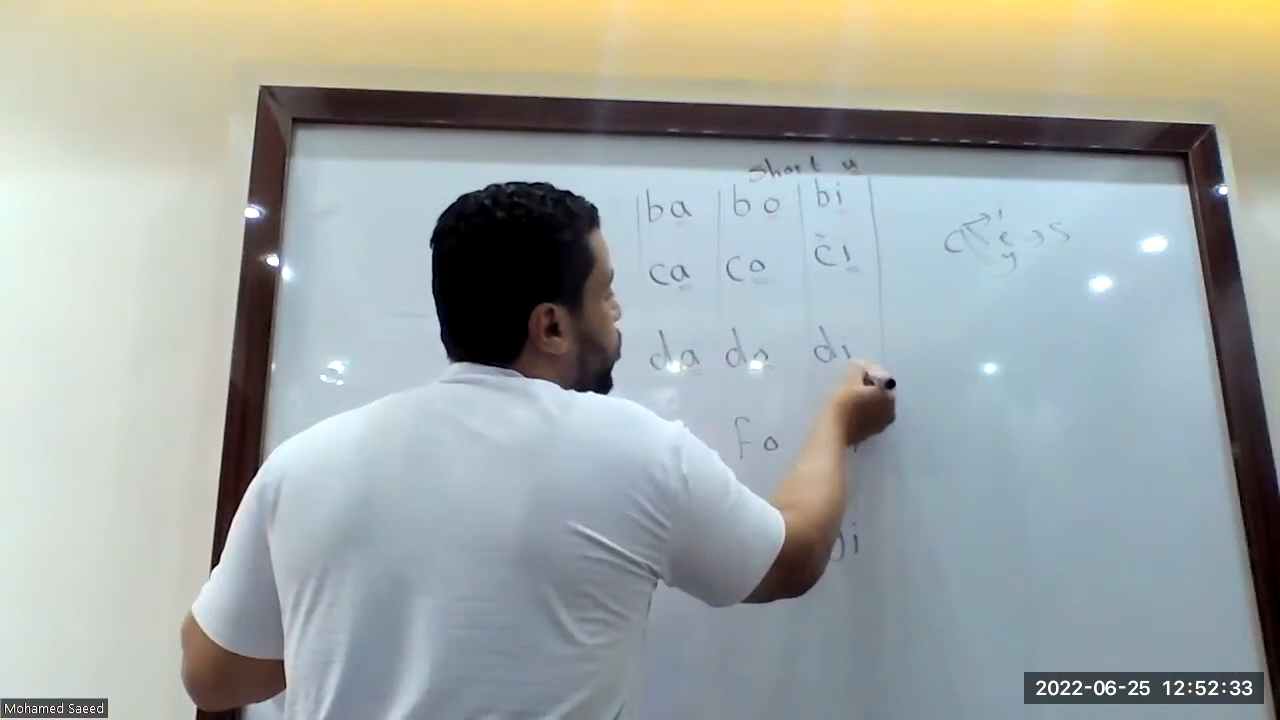 short u
ba bo bi
ca co ci
c i e y → s
da do di
fo
gi
Mohamed Saeed
2022-06-25 12:52:33